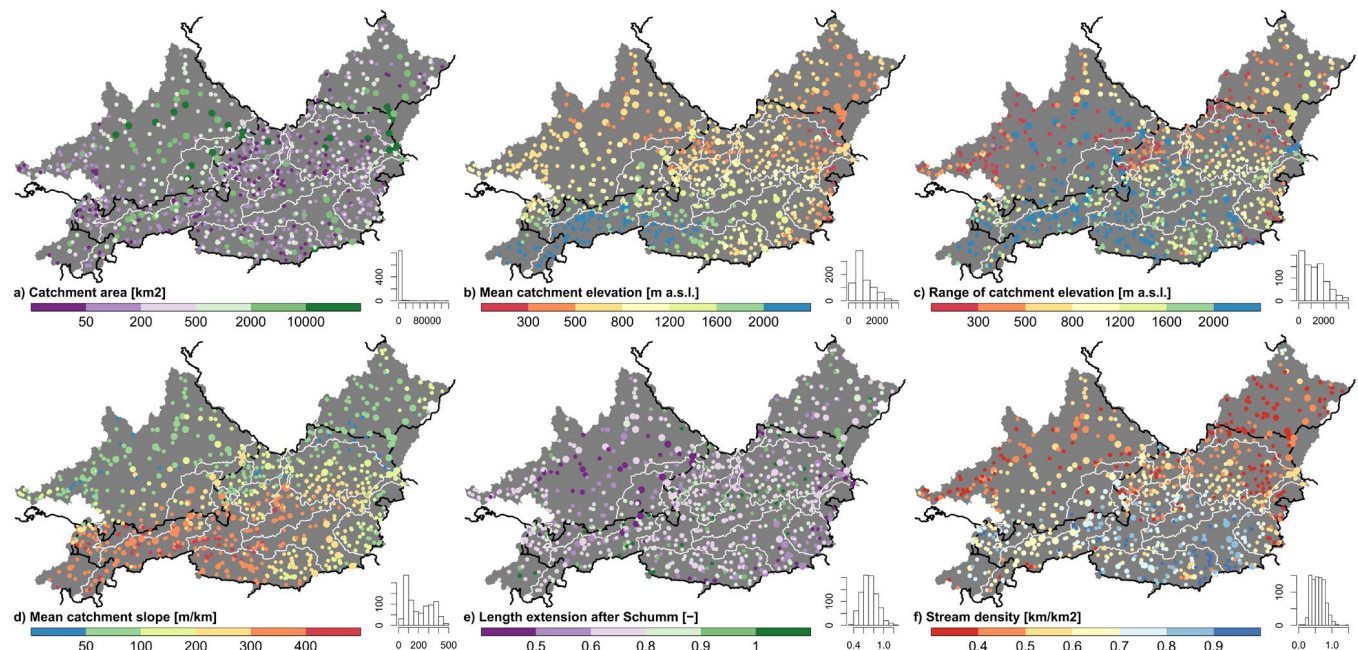 400
0
0 80000
a) Catchment area [km2]
50 200 500 2000 10000
200
0
0 2000
b) Mean catchment elevation [m a.s.l.]
300 500 800 1200 1600 2000
100
0
0 2000
c) Range of catchment elevation [m a.s.l.]
300 500 800 1200 1600 2000
100
0
0 200 500
d) Mean catchment slope [m/km]
50 100 200 300 400
100
0
0.4 1.0
e) Length extension after Schumm [−]
0.5 0.6 0.8 0.9 1
100
0
0.0 1.0
f) Stream density [km/km2]
0.4 0.5 0.6 0.7 0.8 0.9